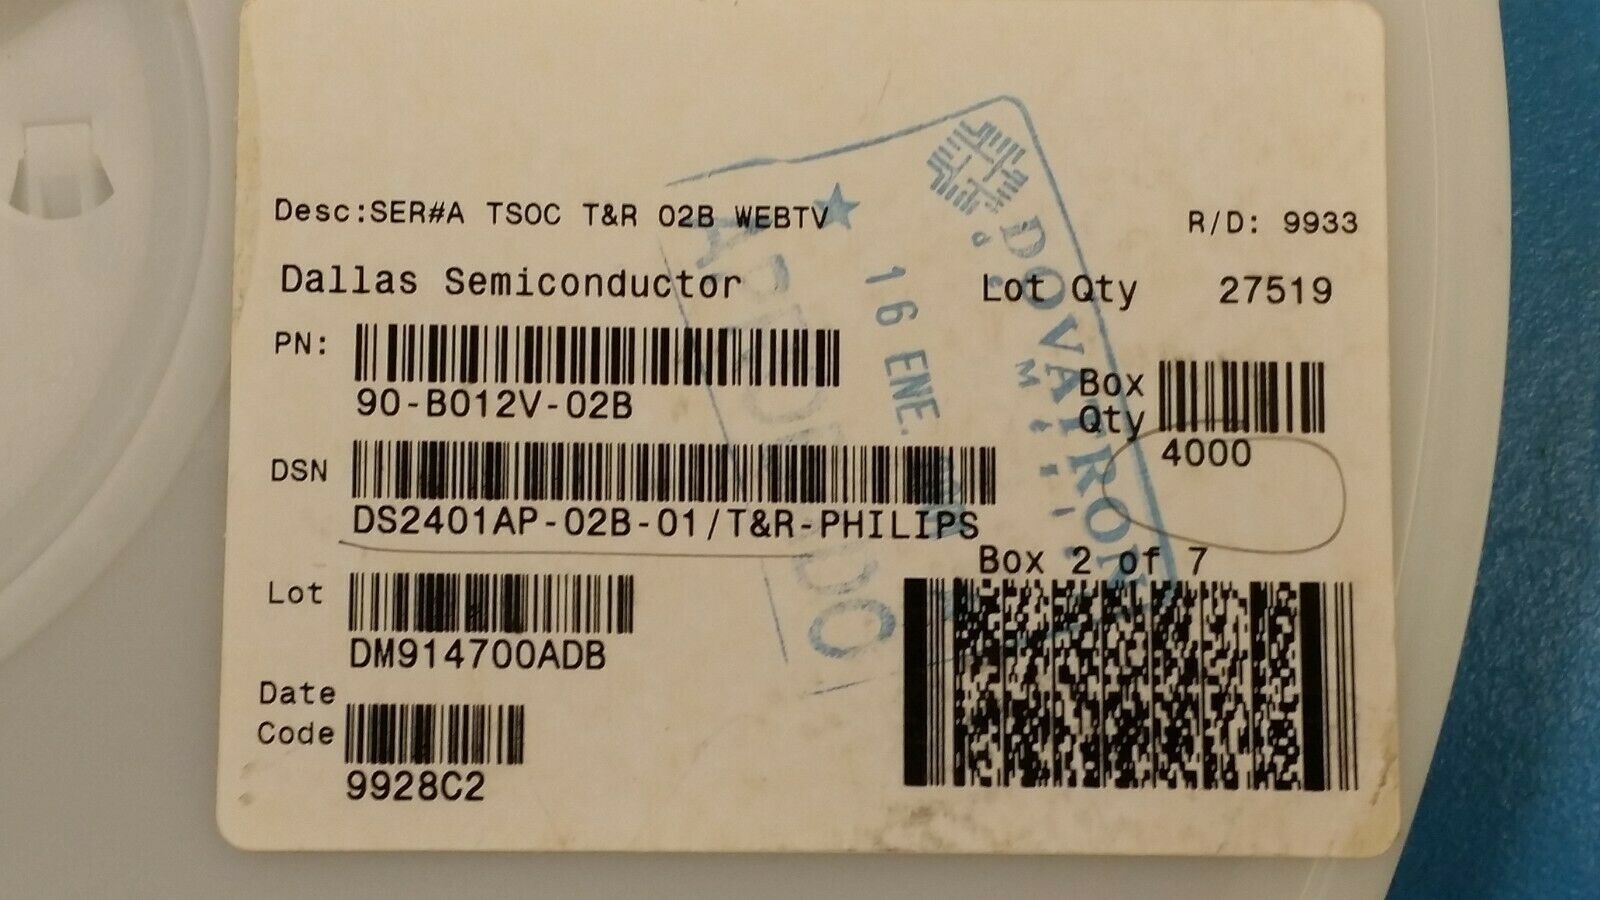 Desc:SER#A TSOC T&R 02B WEBTV
R/D: 9933
Dallas Semiconductor
Lot Qty 27519
PN:
90-B012V-02B
Box
Qty
4000
DSN
DS2401AP-02B-01/T&R-PHILIPS
Box 2 of 7
Lot
DM914700ADB
Date
Code
9928C2
DOVATRON
16 ENE.